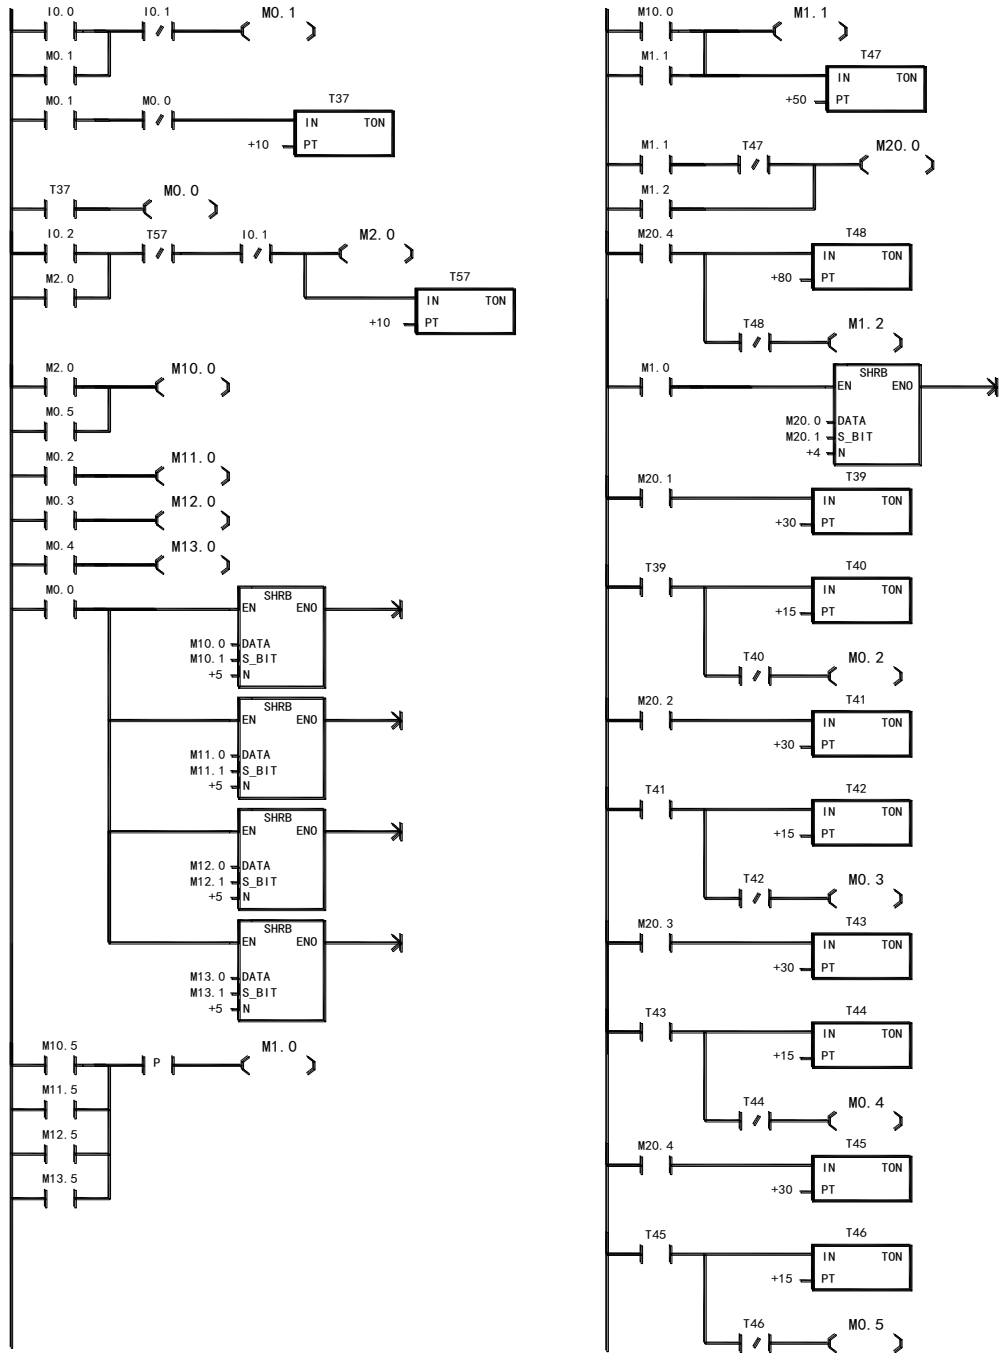 I0.0 I0.1 M0.1
M0.1
M0.1 M0.0 T37
IN TON
+10 PT
T37 M0.0
I0.2 T57 I0.1 M2.0
M2.0 T57
IN TON
+10 PT
M2.0 M10.0
M0.5
M0.2 M11.0
M0.3 M12.0
M0.4 M13.0
M0.0 SHRB
EN ENO
M10.0 DATA
M10.1 S_BIT
+5 N
SHRB
EN ENO
M11.0 DATA
M11.1 S_BIT
+5 N
SHRB
EN ENO
M12.0 DATA
M12.1 S_BIT
+5 N
SHRB
EN ENO
M13.0 DATA
M13.1 S_BIT
+5 N
M10.5 P M1.0
M11.5
M12.5
M13.5
M10.0 M1.1
M1.1 T47
IN TON
+50 PT
M1.1 T47 M20.0
M1.2
M20.4 T48
IN TON
+80 PT
T48 M1.2
M1.0 SHRB
EN ENO
M20.0 DATA
M20.1 S_BIT
+4 N
M20.1 T39
IN TON
+30 PT
T39 T40
IN TON
+15 PT
T40 M0.2
M20.2 T41
IN TON
+30 PT
T41 T42
IN TON
+15 PT
T42 M0.3
M20.3 T43
IN TON
+30 PT
T43 T44
IN TON
+15 PT
T44 M0.4
M20.4 T45
IN TON
+30 PT
T45 T46
IN TON
+15 PT
T46 M0.5